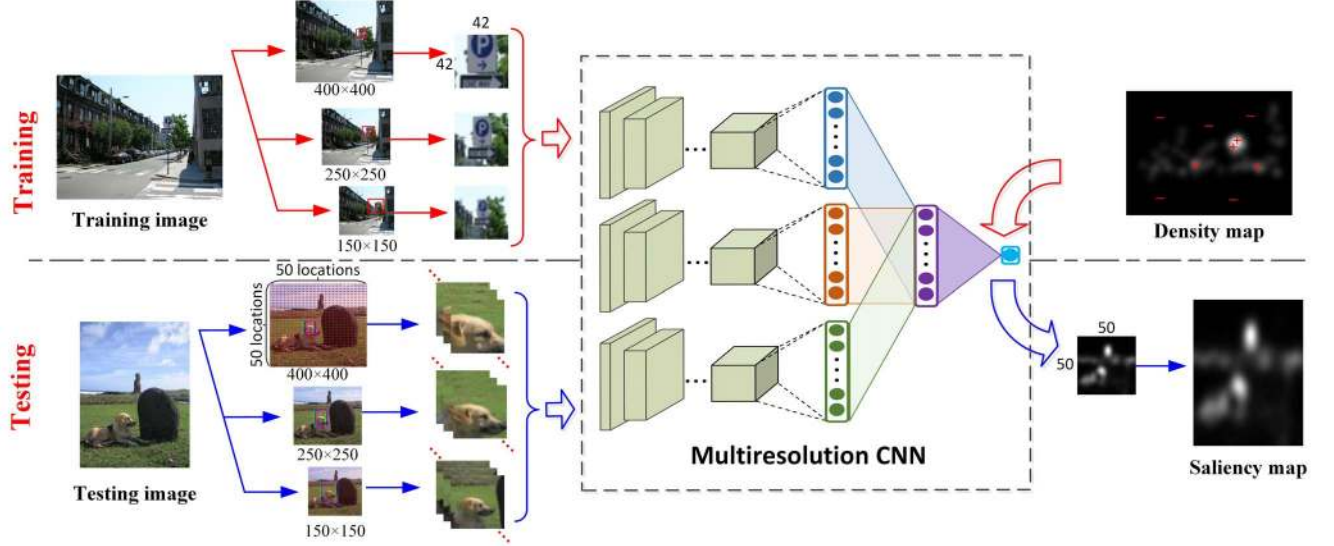 Training
Training image
400×400
250×250
150×150
42
42
P
P
Density map
Testing
Testing image
50 locations
50 locations
400×400
250×250
150×150
Multiresolution CNN
50
50
Saliency map